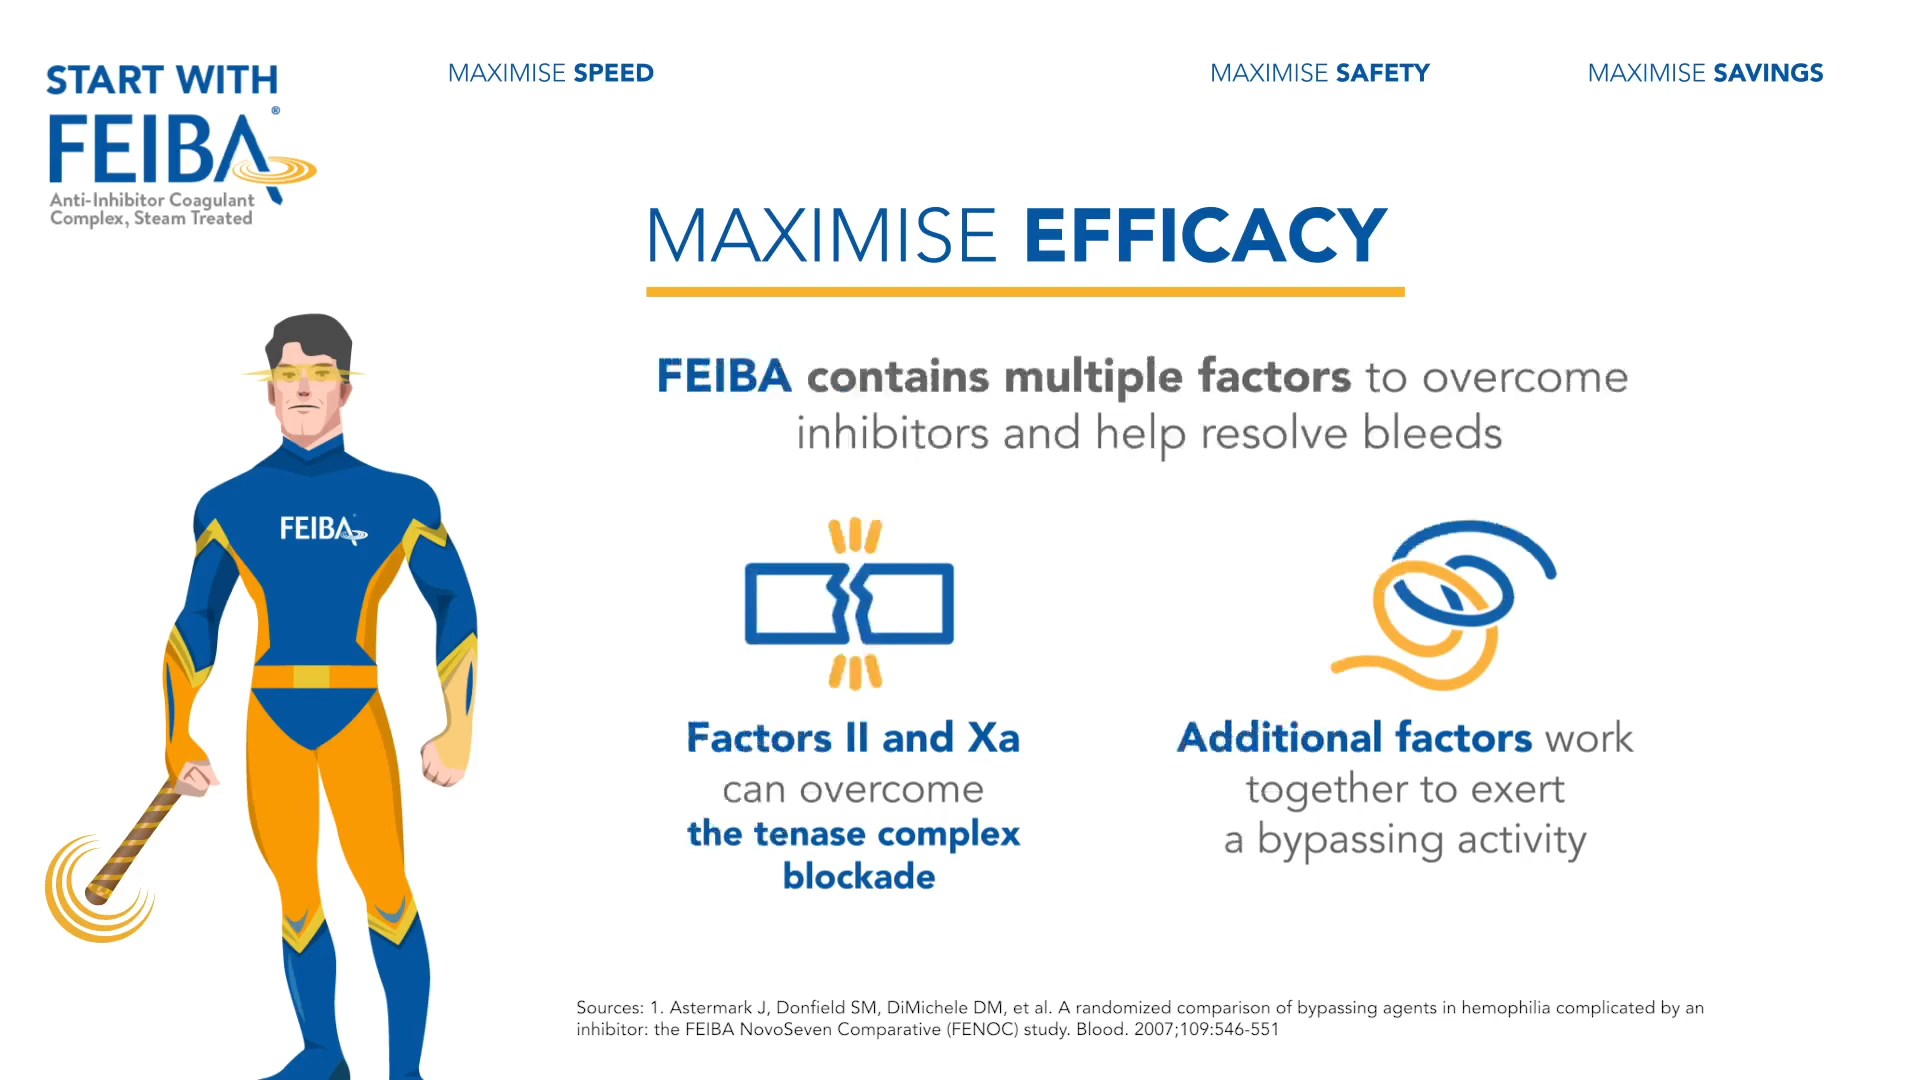 START WITH
FEIBA®
Anti-Inhibitor Coagulant
Complex, Steam Treated
MAXIMISE SPEED
MAXIMISE SAFETY
MAXIMISE SAVINGS
MAXIMISE EFFICACY
FEIBA contains multiple factors to overcome
inhibitors and help resolve bleeds
FEIBA
Factors II and Xa
can overcome
the tenase complex
blockade
Additional factors work
together to exert
a bypassing activity
Sources: 1. Astermark J, Donfield SM, DiMichele DM, et al. A randomized comparison of bypassing agents in hemophilia complicated by an
inhibitor: the FEIBA NovoSeven Comparative (FENOC) study. Blood. 2007;109:546-551